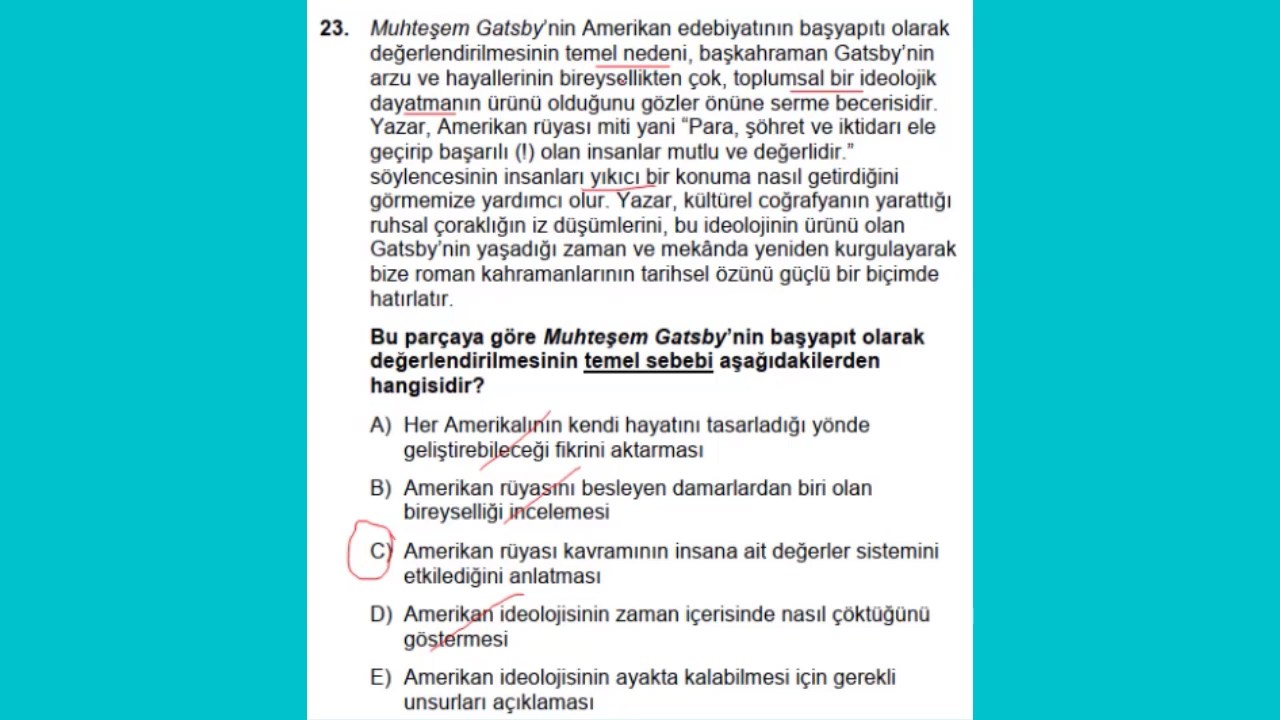 23. Muhteşem Gatsby'nin Amerikan edebiyatının başyapıtı olarak
değerlendirilmesinin temel nedeni, başkahraman Gatsby'nin
arzu ve hayallerinin bireysellikten çok, toplumsal bir ideolojik
dayatmanın ürünü olduğunu gözler önüne serme becerisidir.
Yazar, Amerikan rüyası miti yani “Para, şöhret ve iktidarı ele
geçirip başarılı (!) olan insanlar mutlu ve değerlidir.”
söylencesinin insanları yıkıcı bir konuma nasıl getirdiğini
görmemize yardımcı olur. Yazar, kültürel coğrafyanın yarattığı
ruhsal çoraklığın iz düşümlerini, bu ideolojinin ürünü olan
Gatsby'nin yaşadığı zaman ve mekânda yeniden kurgulayarak
bize roman kahramanlarının tarihsel özünü güçlü bir biçimde
hatırlatır.
Bu parçaya göre Muhteşem Gatsby'nin başyapıt olarak
değerlendirilmesinin temel sebebi aşağıdakilerden
hangisidir?
A) Her Amerikalının kendi hayatını tasarladığı yönde
geliştirebileceği fikrini aktarması
B) Amerikan rüyasını besleyen damarlardan biri olan
bireyselliği incelemesi
C) Amerikan rüyası kavramının insana ait değerler sistemini
etkilediğini anlatması
D) Amerikan ideolojisinin zaman içerisinde nasıl çöktüğünü
göstermesi
E) Amerikan ideolojisinin ayakta kalabilmesi için gerekli
unsurları açıklaması